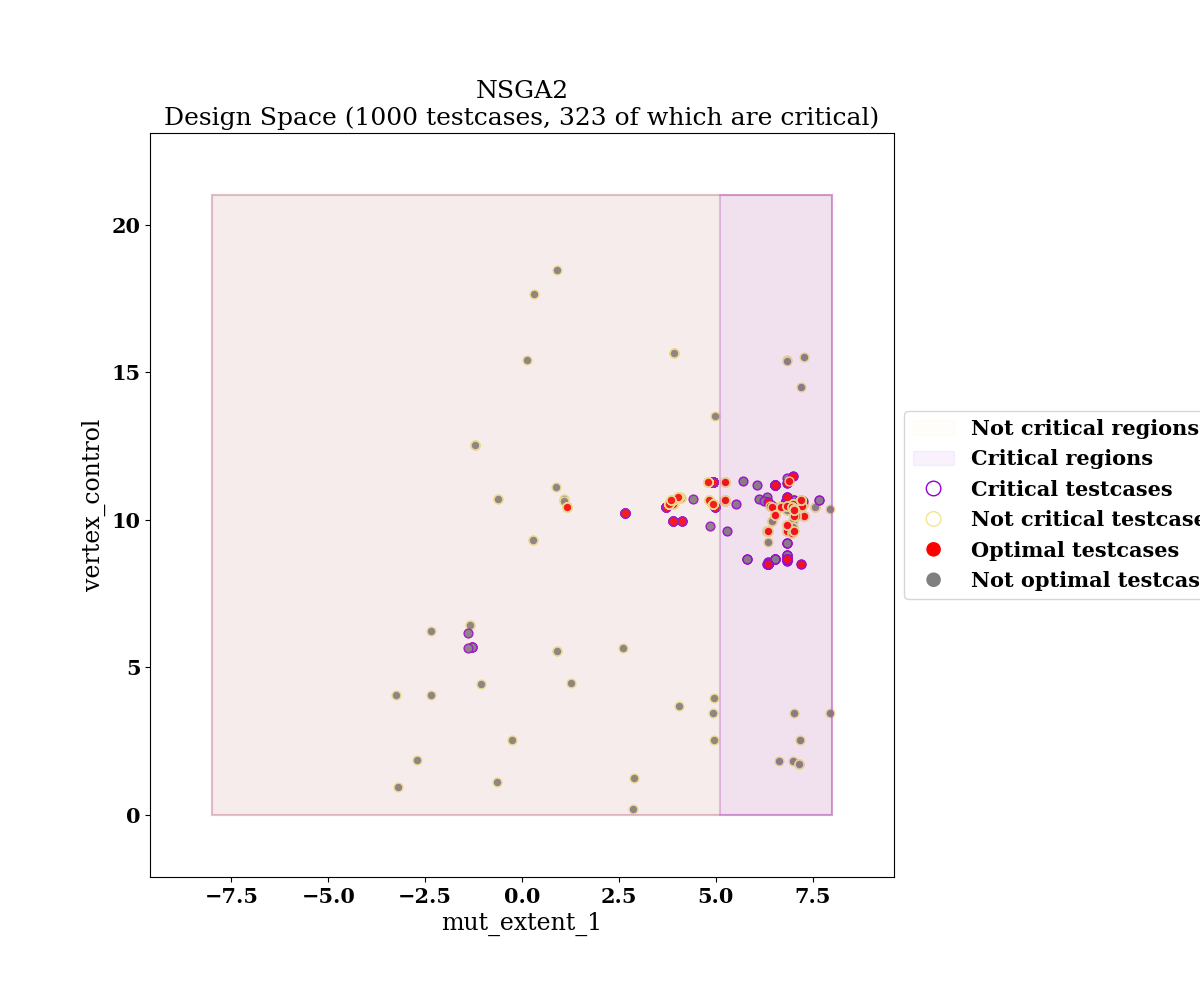 NSGA2
Design Space (1000 testcases, 323 of which are critical)
20
15
10
5
0
vertex_control
−7.5
−5.0
−2.5
0.0
2.5
5.0
7.5
mut_extent_1
Not critical regions
Critical regions
Critical testcases
Not critical testcase
Optimal testcases
Not optimal testcas